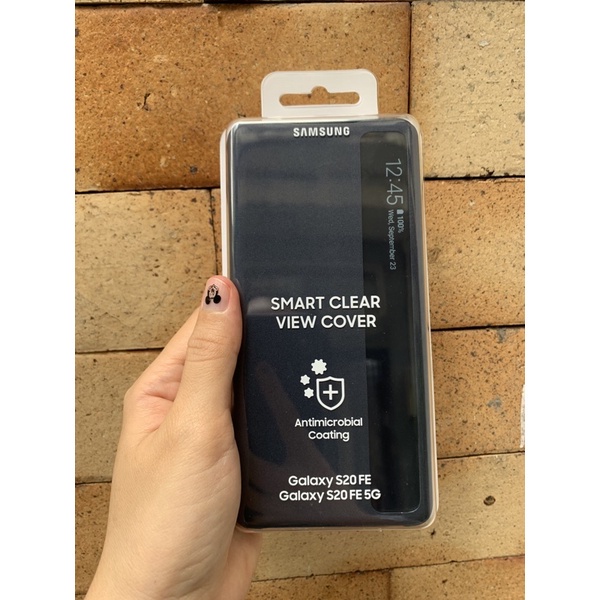 SAMSUNG
12:45
100%
Wed, September 23
SMART CLEAR
VIEW COVER
Antimicrobial
Coating
Galaxy S20 FE
Galaxy S20 FE 5G